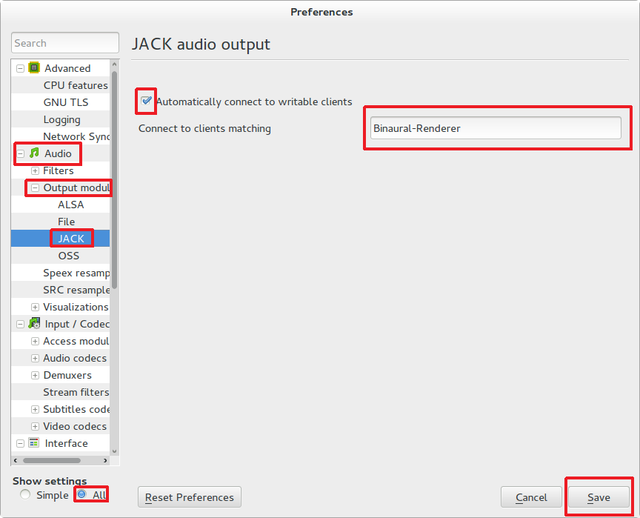 Preferences
Search
JACK audio output
Advanced
CPU features
GNU TLS
Logging
Network Sync
Audio
Filters
Output modul
ALSA
File
JACK
OSS
Speex resamp
SRC resample
Visualizations
Input / Codec
Access modul
Audio codecs
Demuxers
Stream filters
Subtitles code
Video codecs
Interface
Automatically connect to writable clients
Connect to clients matching
Binaural-Renderer
Show settings
Simple
All
Reset Preferences
Cancel
Save